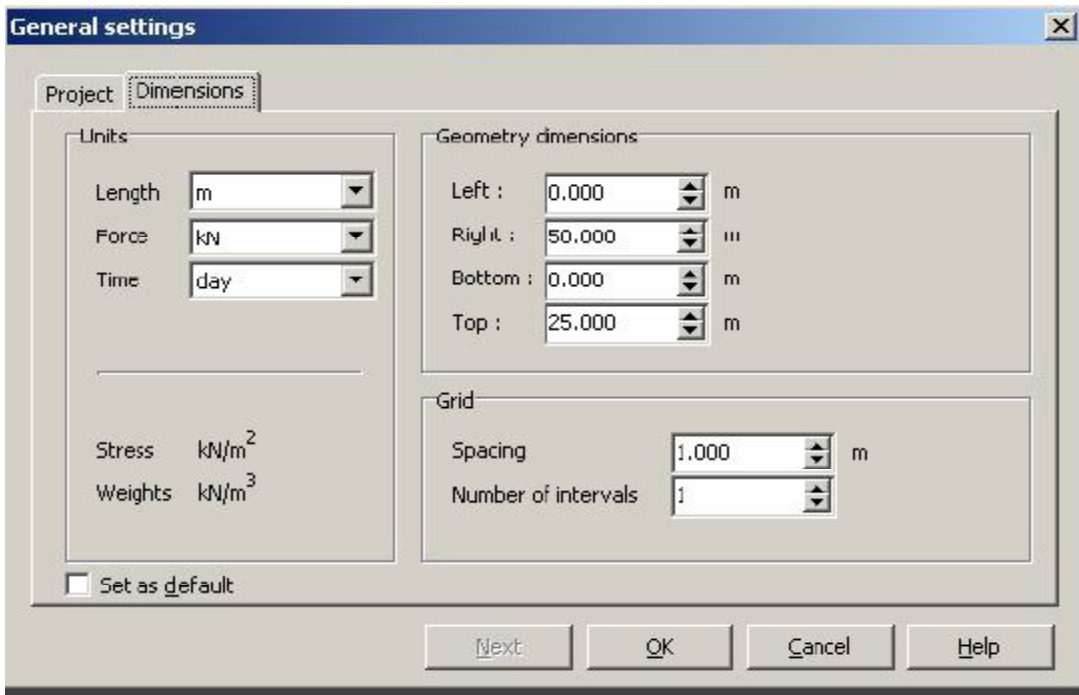 General settings
Project Dimensions
Units
Length m
Force kN
Time day
Stress kN/m²
Weights kN/m³
Geometry dimensions
Left : 0.000 m
Right : 50.000 m
Bottom : 0.000 m
Top : 25.000 m
Grid
Spacing 1.000 m
Number of intervals 1
Set as default
Next OK Cancel Help